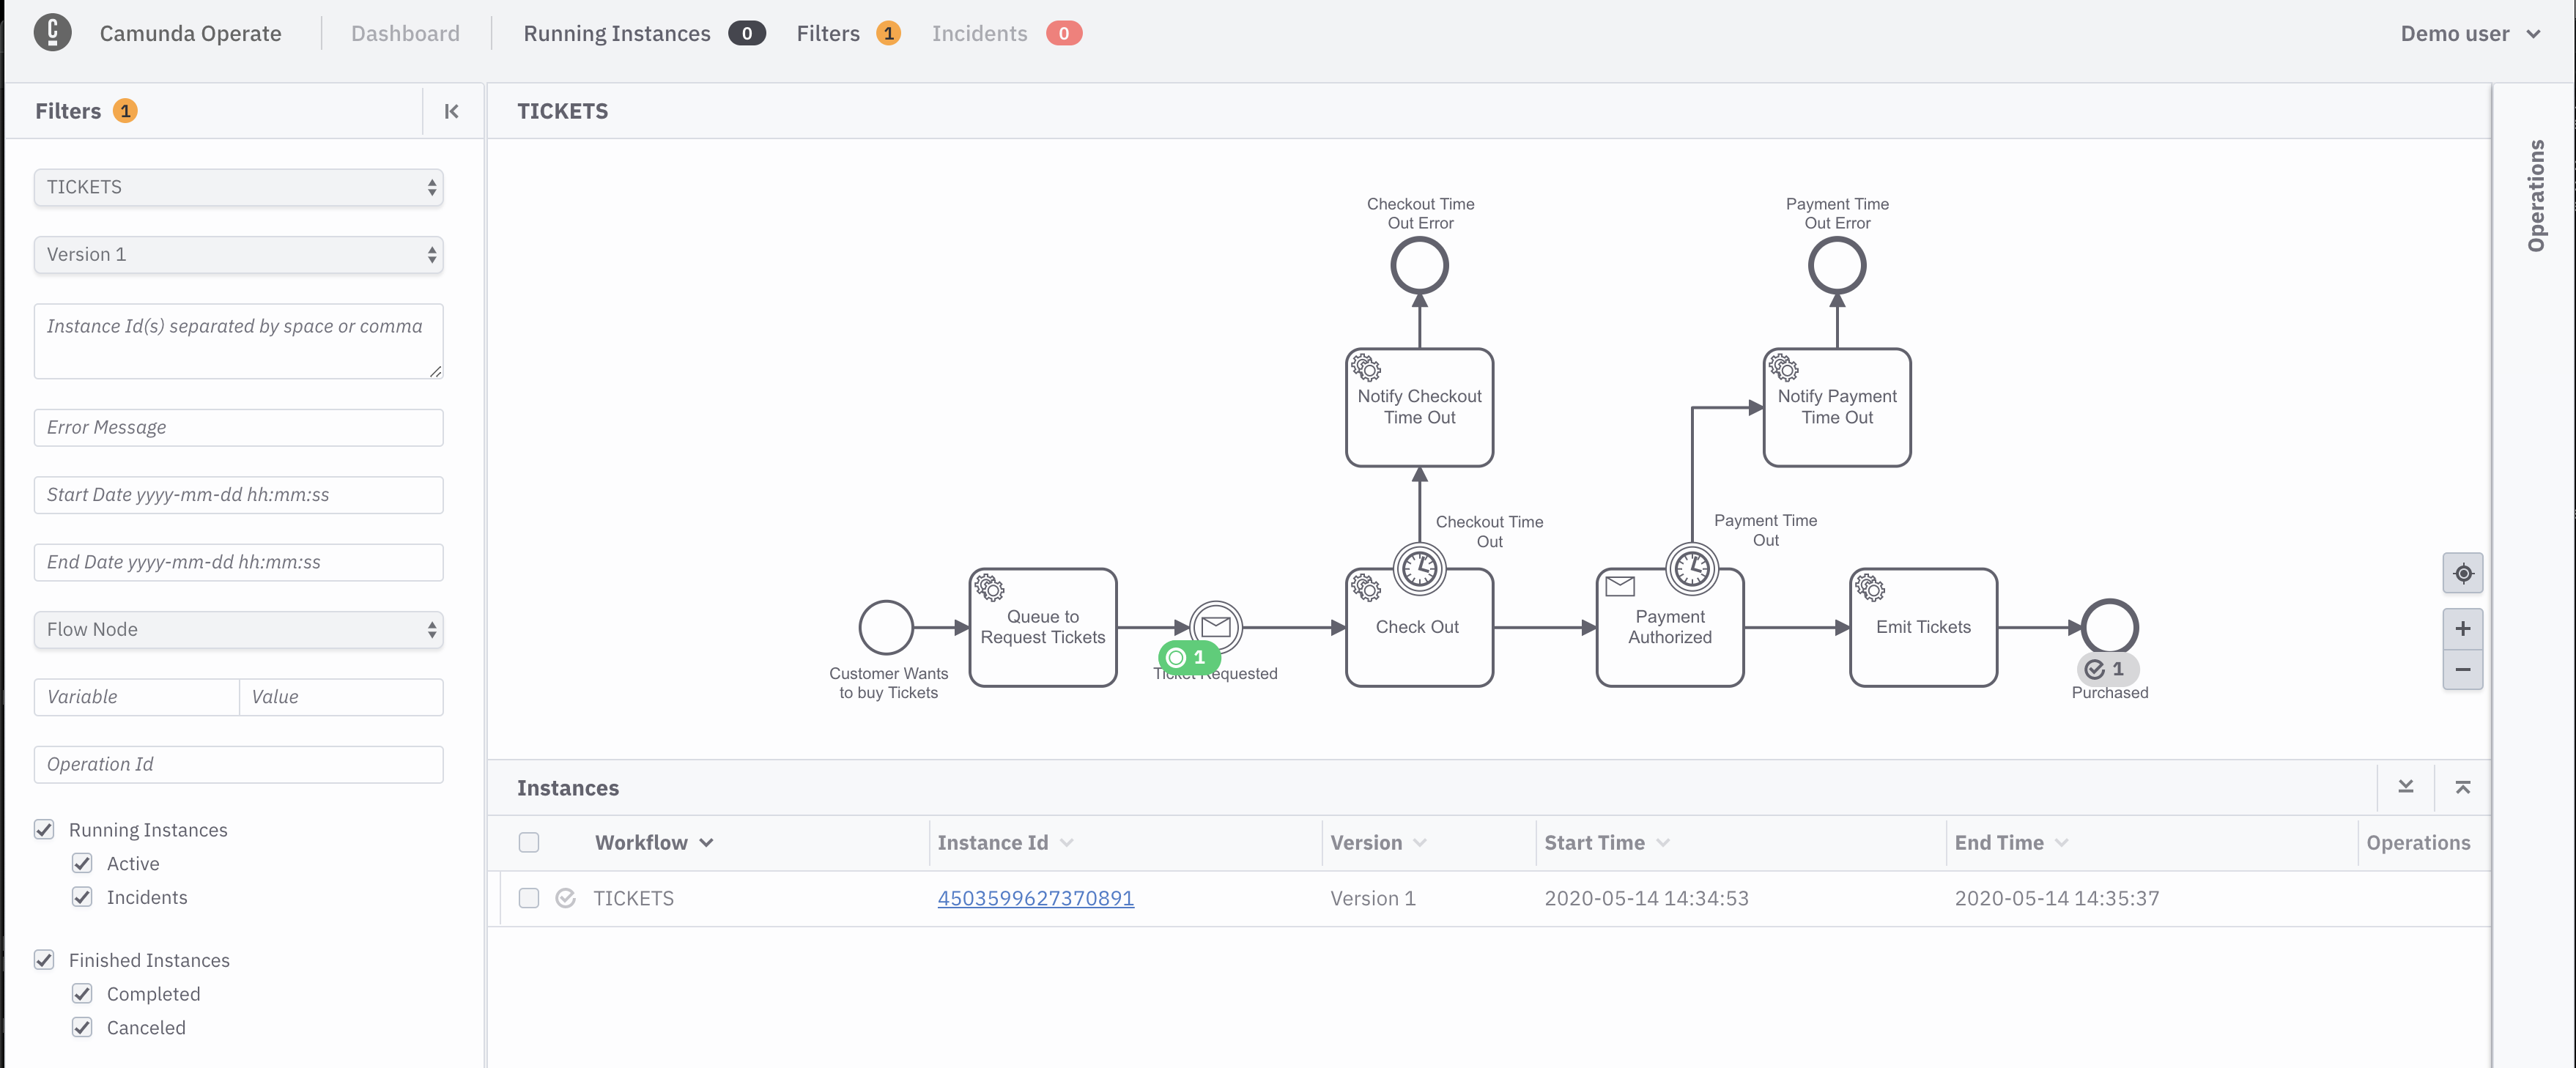 Camunda Operate
Dashboard
Running Instances 0
Filters 1
Incidents 0
Demo user
Filters 1
TICKETS
Version 1
Instance Id(s) separated by space or comma
Error Message
Start Date yyyy-mm-dd hh:mm:ss
End Date yyyy-mm-dd hh:mm:ss
Flow Node
Variable
Value
Operation Id
Running Instances
Active
Incidents
Finished Instances
Completed
Canceled
TICKETS
Checkout Time
Out Error
Payment Time
Out Error
Notify Checkout
Time Out
Notify Payment
Time Out
Checkout Time
Out
Payment Time
Out
Customer Wants
to buy Tickets
Queue to
Request Tickets
1
Ticket Requested
Check Out
Payment
Authorized
Emit Tickets
1
Purchased
+
−
Operations
Instances
Workflow Instance Id Version Start Time End Time Operations
TICKETS 4503599627370891 Version 1 2020-05-14 14:34:53 2020-05-14 14:35:37